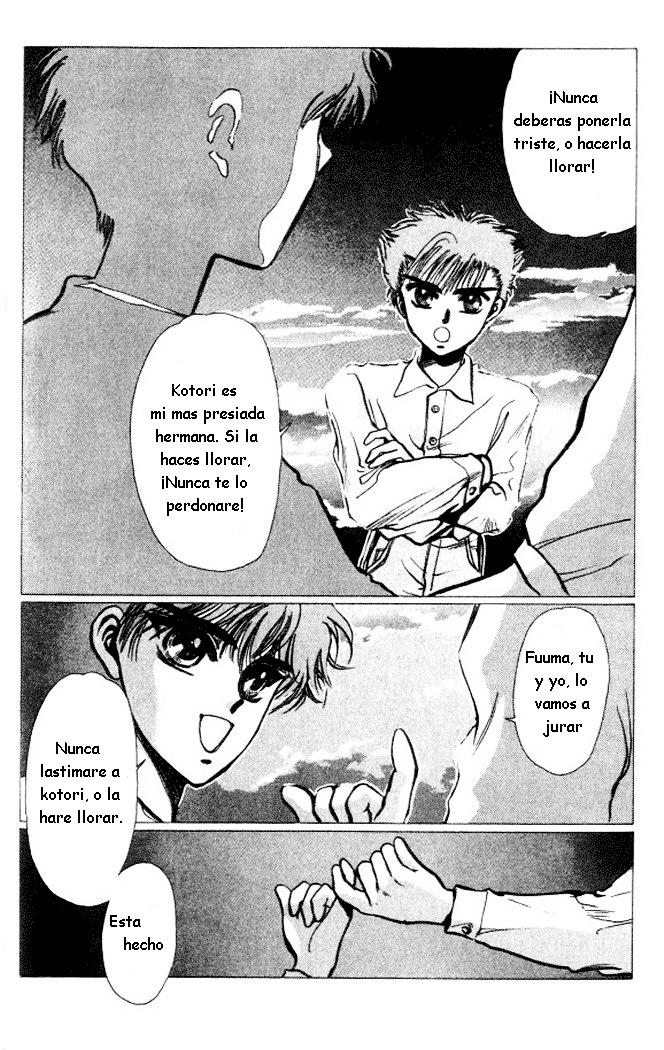 ¡Nunca
deberas ponerla
triste, o hacerla
llorar!
Kotori es
mi mas presiada
hermana. Si la
haces llorar,
¡Nunca te lo
perdonare!
Fuuma, tu
y yo, lo
vamos a
jurar
Nunca
lastimare a
kotori, o la
hare llorar.
Esta
hecho